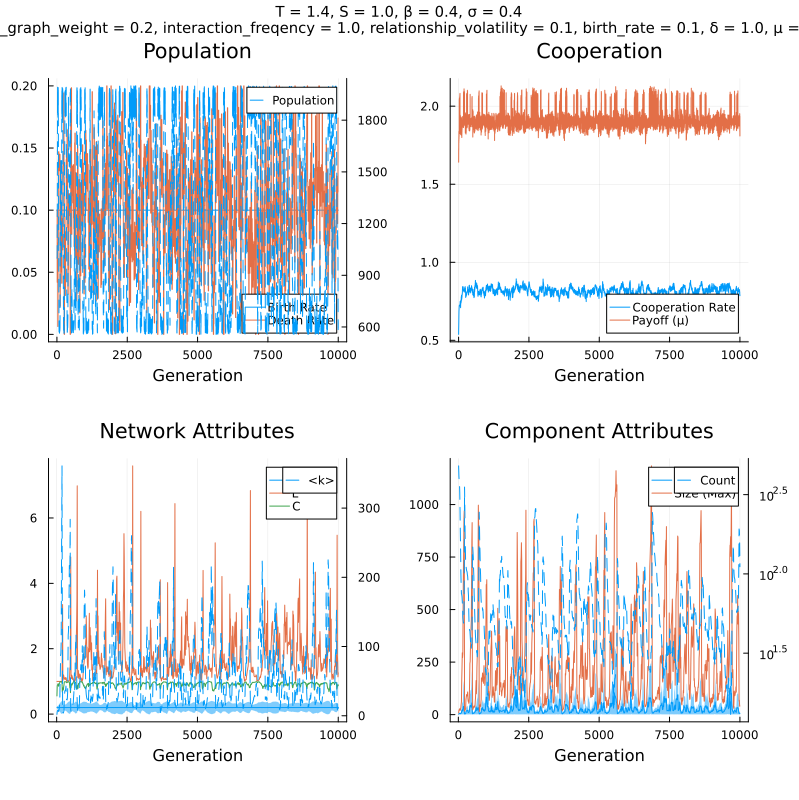 T = 1.4, S = 1.0, β = 0.4, σ = 0.4
_graph_weight = 0.2, interaction_freqency = 1.0, relationship_volatility = 0.1, birth_rate = 0.1, δ = 1.0, μ =
Population
Cooperation
0.20
0.15
0.10
0.05
0.00
1800
1500
1200
900
600
Population
Birth Rate
Death Rate
0
2500
5000
7500
10000
Generation
2.0
1.5
1.0
0.5
Cooperation Rate
Payoff (μ)
0
2500
5000
7500
10000
Generation
Network Attributes
Component Attributes
6
4
2
0
300
200
100
0
<k>
L
C
0
2500
5000
7500
10000
Generation
1000
750
500
250
0
10^2.5
10^2.0
10^1.5
Count
Size (Max)
0
2500
5000
7500
10000
Generation